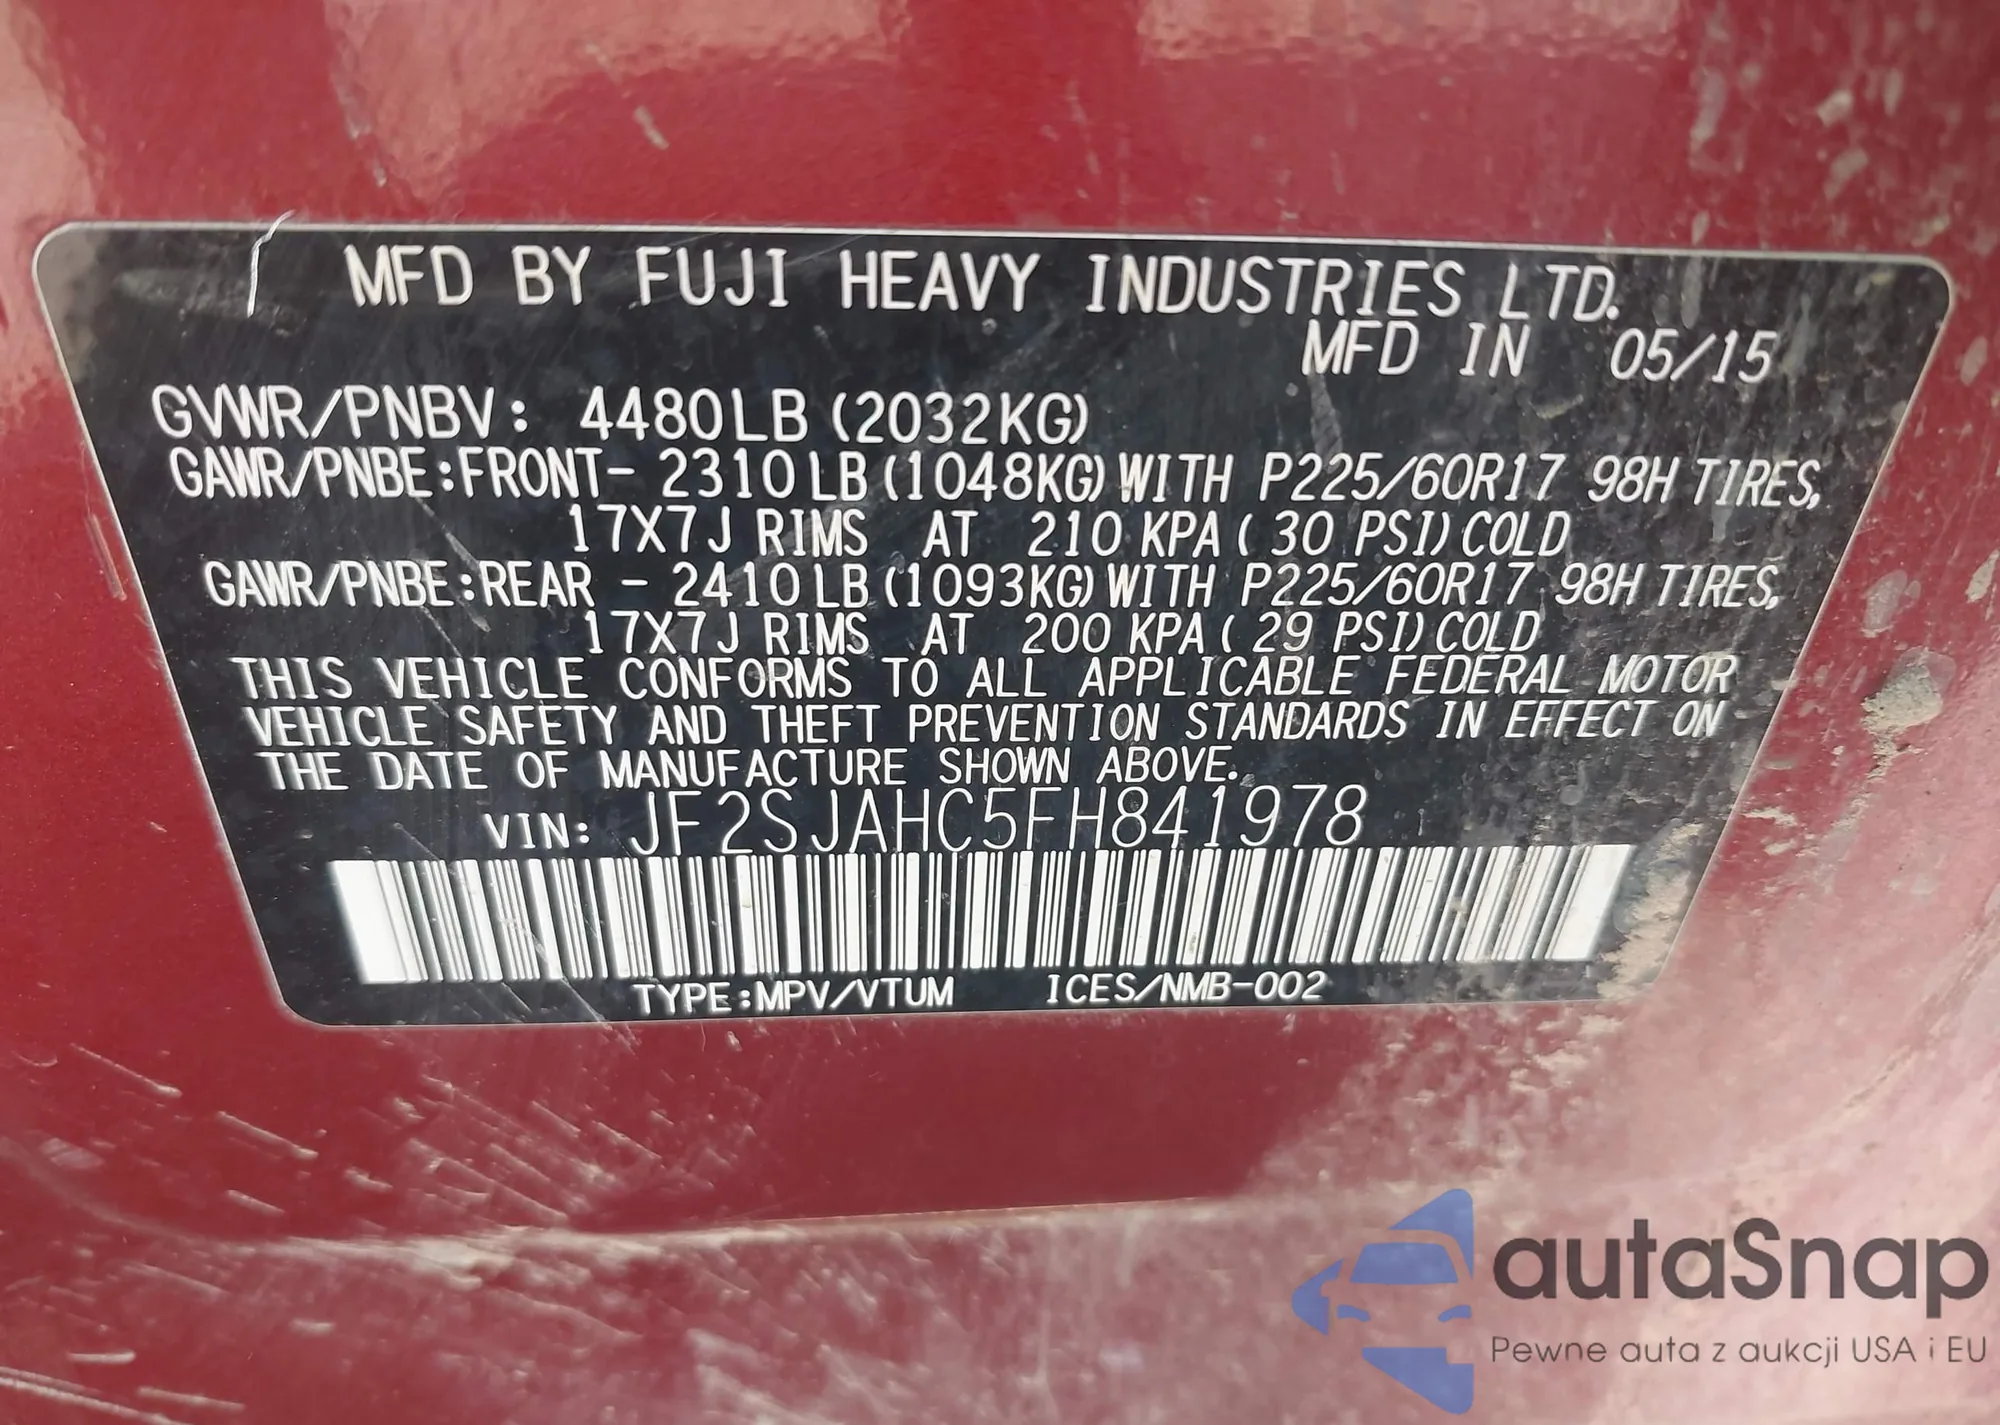 MFD BY FUJI HEAVY INDUSTRIES LTD.
MFD IN 05/15
GVWR/PNBV: 4480LB (2032KG)
GAWR/PNBE:FRONT- 2310LB (1048KG) WITH P225/60R17 98H TIRES,
17X7J RIMS AT 210 KPA ( 30 PSI) COLD
GAWR/PNBE:REAR - 2410LB (1093KG) WITH P225/60R17 98H TIRES,
17X7J RIMS AT 200 KPA ( 29 PSI) COLD
THIS VEHICLE CONFORMS TO ALL APPLICABLE FEDERAL MOTOR
VEHICLE SAFETY AND THEFT PREVENTION STANDARDS IN EFFECT ON
THE DATE OF MANUFACTURE SHOWN ABOVE.
VIN: JF2SJAHC5FH841978
TYPE:MPV/VTUM ICES/NMB-002
autaSnap
Pewne auta z aukcji USA i EU